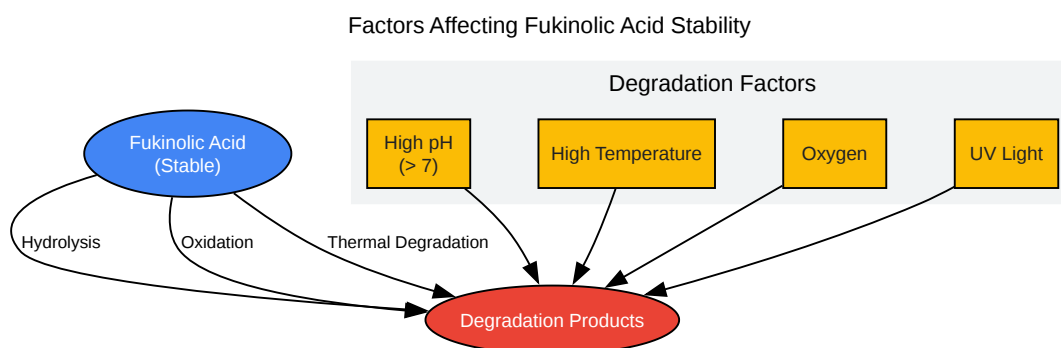 Factors Affecting Fukinolic Acid Stability
Degradation Factors
Fukinolic Acid
(Stable)
High pH
(> 7)
High Temperature
Oxygen
UV Light
Hydrolysis
Oxidation
Thermal Degradation
Degradation Products